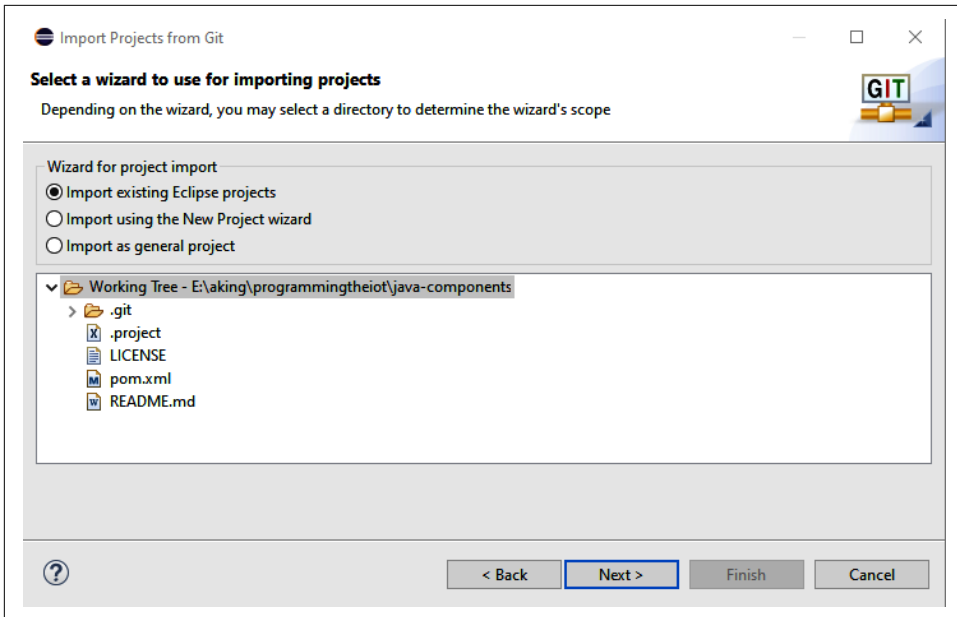 Import Projects from Git
Select a wizard to use for importing projects
Depending on the wizard, you may select a directory to determine the wizard's scope
GIT
Wizard for project import
Import existing Eclipse projects
Import using the New Project wizard
Import as general project
Working Tree - E:\aking\programmingtheiot\java-components
.git
X .project
LICENSE
M pom.xml
W README.md
? < Back Next > Finish Cancel